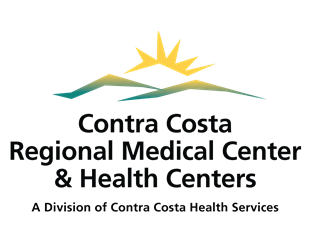 Contra Costa
Regional Medical Center
& Health Centers
A Division of Contra Costa Health Services